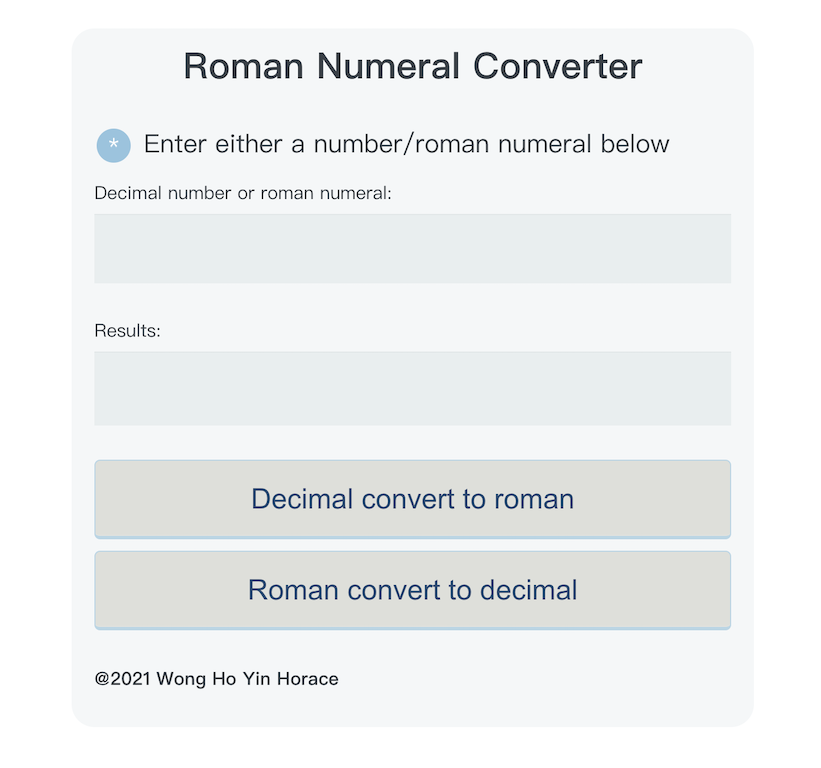 Roman Numeral Converter
* Enter either a number/roman numeral below
Decimal number or roman numeral:
Results:
Decimal convert to roman
Roman convert to decimal
@2021 Wong Ho Yin Horace